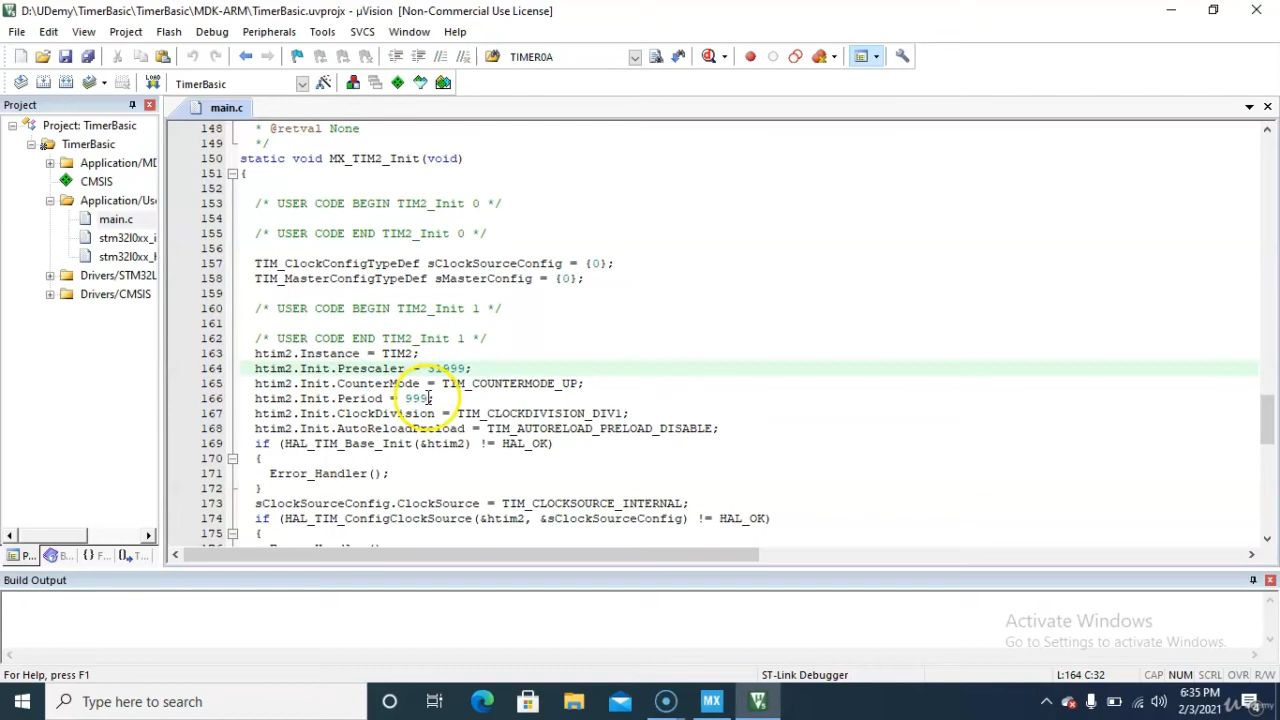 D:\UDemy\TimerBasic\TimerBasic\MDK-ARM\TimerBasic.uvprojx - µVision [Non-Commercial Use License]
File Edit View Project Flash Debug Peripherals Tools SVCS Window Help
TIMER0A
LOAD TimerBasic
Project
main.c
Project: TimerBasic
TimerBasic
Application/MD
CMSIS
Application/Use
main.c
stm32l0xx_i
stm32l0xx_
Drivers/STM32L
Drivers/CMSIS
148 * @retval None
149 */
150 static void MX_TIM2_Init(void)
151 {
152
153 /* USER CODE BEGIN TIM2_Init 0 */
154
155 /* USER CODE END TIM2_Init 0 */
156
157 TIM_ClockConfigTypeDef sClockSourceConfig = {0};
158 TIM_MasterConfigTypeDef sMasterConfig = {0};
159
160 /* USER CODE BEGIN TIM2_Init 1 */
161
162 /* USER CODE END TIM2_Init 1 */
163 htim2.Instance = TIM2;
164 htim2.Init.Prescaler = 31999;
165 htim2.Init.CounterMode = TIM_COUNTERMODE_UP;
166 htim2.Init.Period = 999;
167 htim2.Init.ClockDivision = TIM_CLOCKDIVISION_DIV1;
168 htim2.Init.AutoReloadPreload = TIM_AUTORELOAD_PRELOAD_DISABLE;
169 if (HAL_TIM_Base_Init(&htim2) != HAL_OK)
170 {
171 Error_Handler();
172 }
173 sClockSourceConfig.ClockSource = TIM_CLOCKSOURCE_INTERNAL;
174 if (HAL_TIM_ConfigClockSource(&htim2, &sClockSourceConfig) != HAL_OK)
175 {
P... B... {} F... T...
Build Output
Activate Windows
Go to Settings to activate Windows.
For Help, press F1
ST-Link Debugger
L:164 C:32
CAP NUM SCRL OVR R/W
Type here to search
MX
6:35 PM
2/3/2021
Udemy